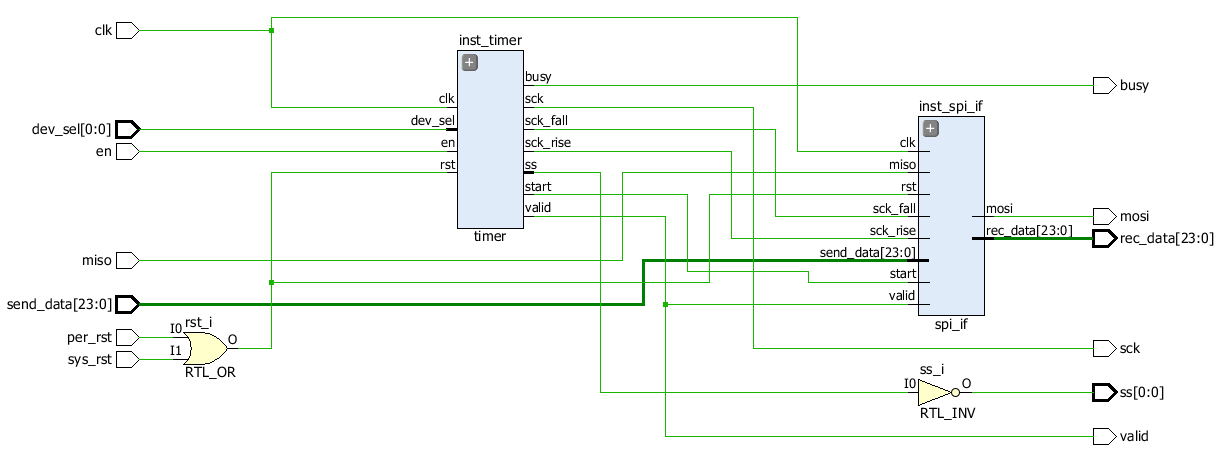 clk
dev_sel[0:0]
en
miso
send_data[23:0]
per_rst
sys_rst
rst_i
I0
I1
O
RTL_OR
inst_timer
clk
dev_sel
en
rst
busy
sck
sck_fall
sck_rise
ss
start
valid
timer
inst_spi_if
clk
miso
rst
sck_fall
sck_rise
send_data[23:0]
start
valid
mosi
rec_data[23:0]
spi_if
ss_i
I0
O
RTL_INV
busy
mosi
rec_data[23:0]
sck
ss[0:0]
valid